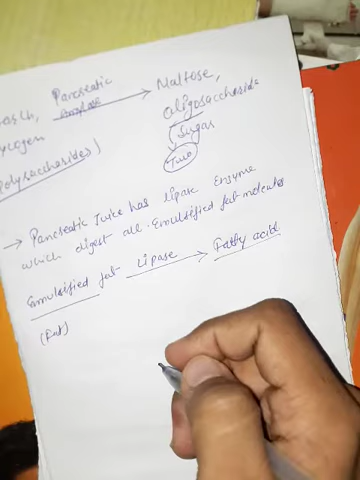 Pancreatic
amylase
Maltose,
oligosaccharide
(Sugar
Two
ycogen
(Polysaccharides)
→ Pancreatic Juice has lipase Enzyme
which digest all Emulsified fat molecules
Emulsified fat Lipase → Fatty acid
(Fat)